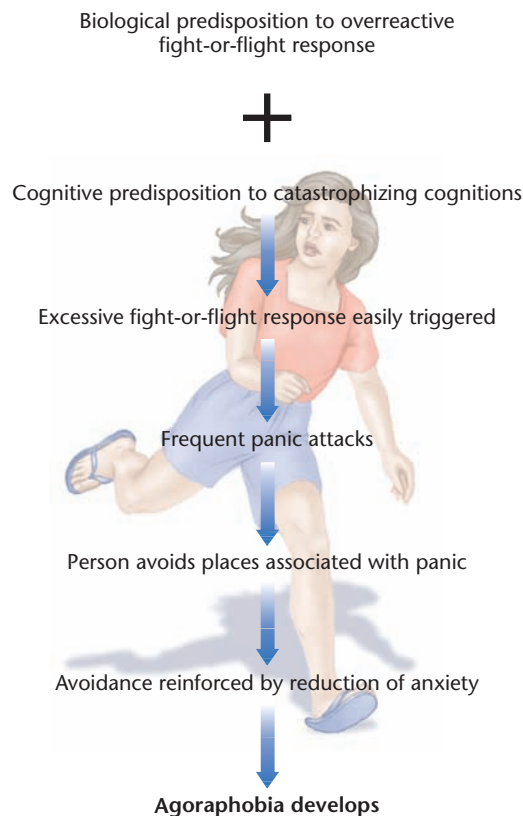 Biological predisposition to overreactive
fight-or-flight response
+
Cognitive predisposition to catastrophizing cognitions
Excessive fight-or-flight response easily triggered
Frequent panic attacks
Person avoids places associated with panic
Avoidance reinforced by reduction of anxiety
Agoraphobia develops